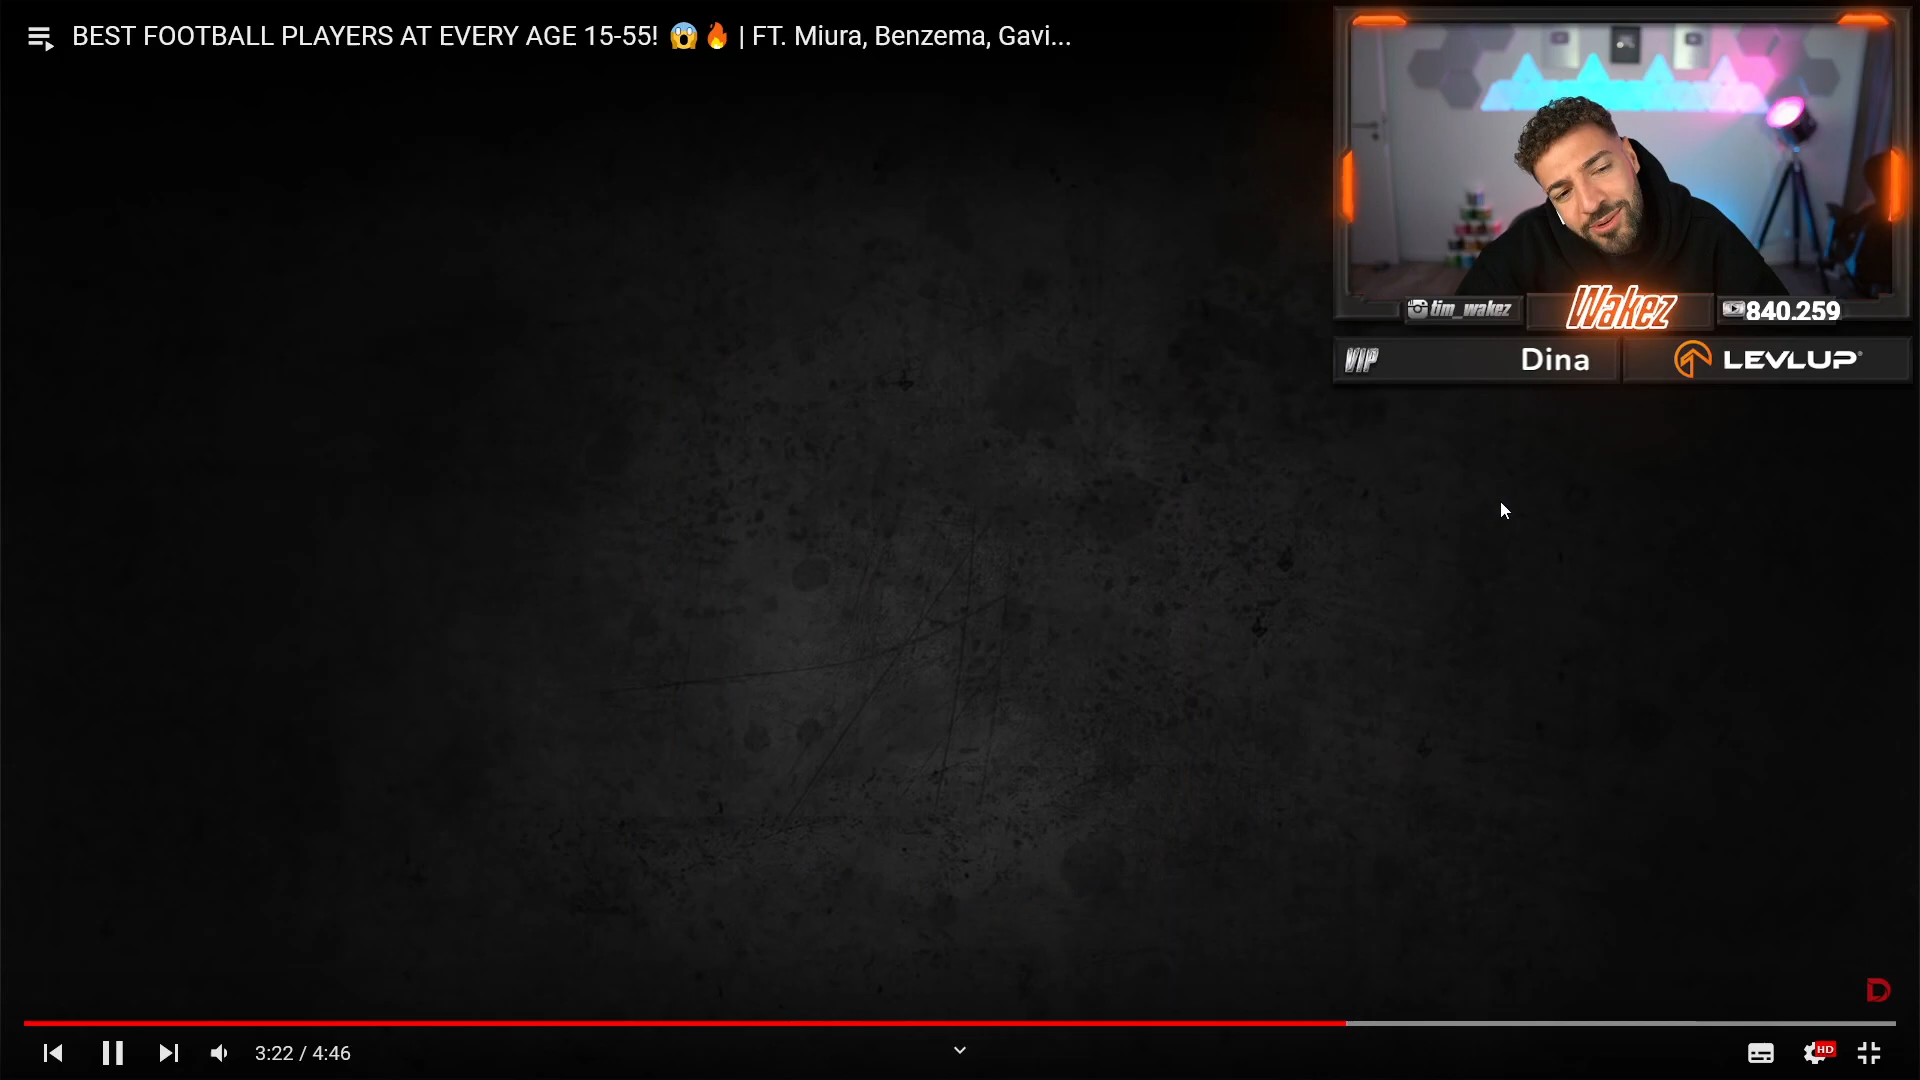 BEST FOOTBALL PLAYERS AT EVERY AGE 15-55! 😱🔥 | FT. Miura, Benzema, Gavi...
tim_wakez
Wakez
840.259
VIP
Dina
LEVLUP®
D
3:22 / 4:46
HD